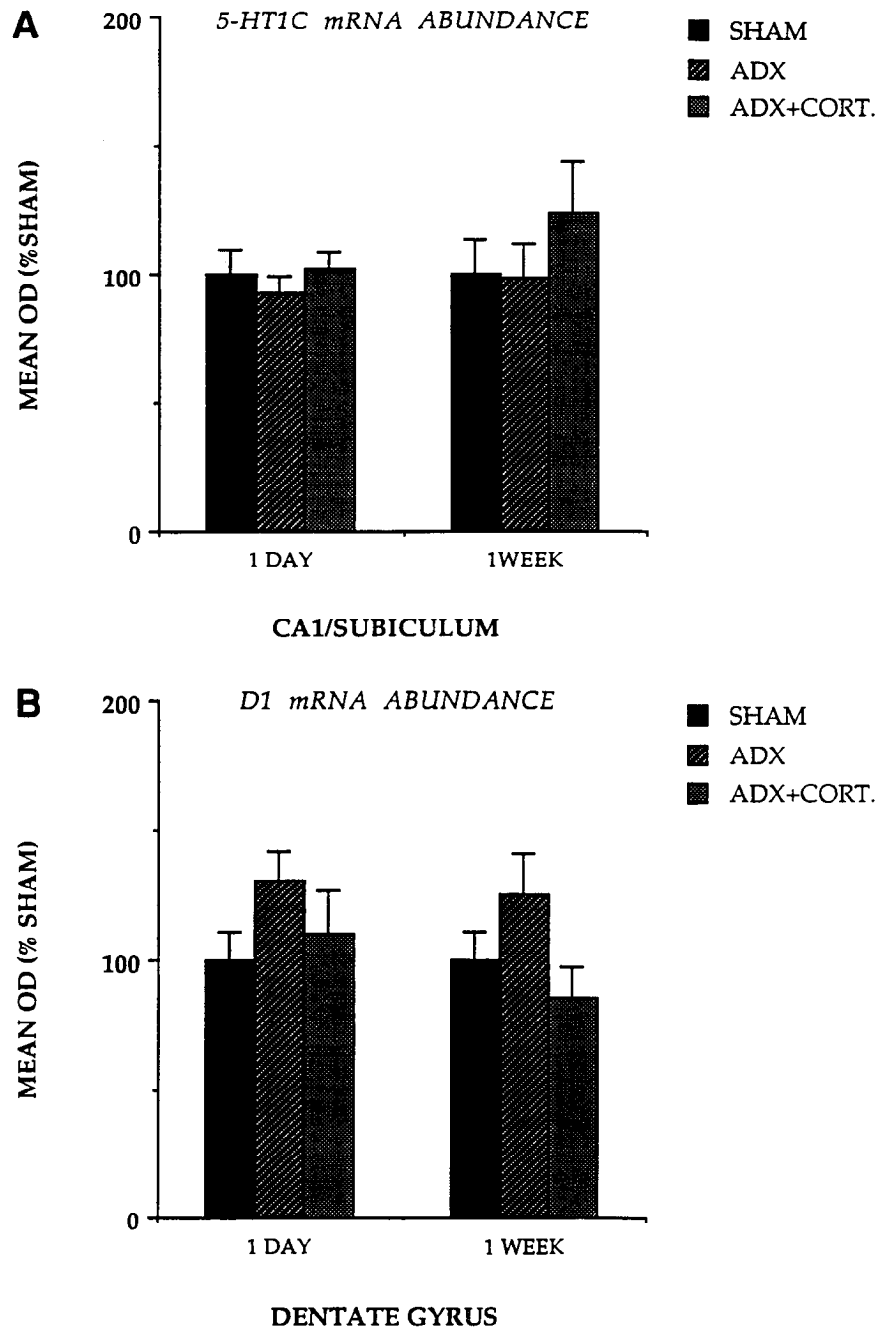 A
5-HT1C mRNA ABUNDANCE
200
100
0
MEAN OD (%SHAM)
SHAM
ADX
ADX+CORT.
1 DAY
1WEEK
CA1/SUBICULUM
B
D1 mRNA ABUNDANCE
200
100
0
MEAN OD (% SHAM)
SHAM
ADX
ADX+CORT.
1 DAY
1 WEEK
DENTATE GYRUS